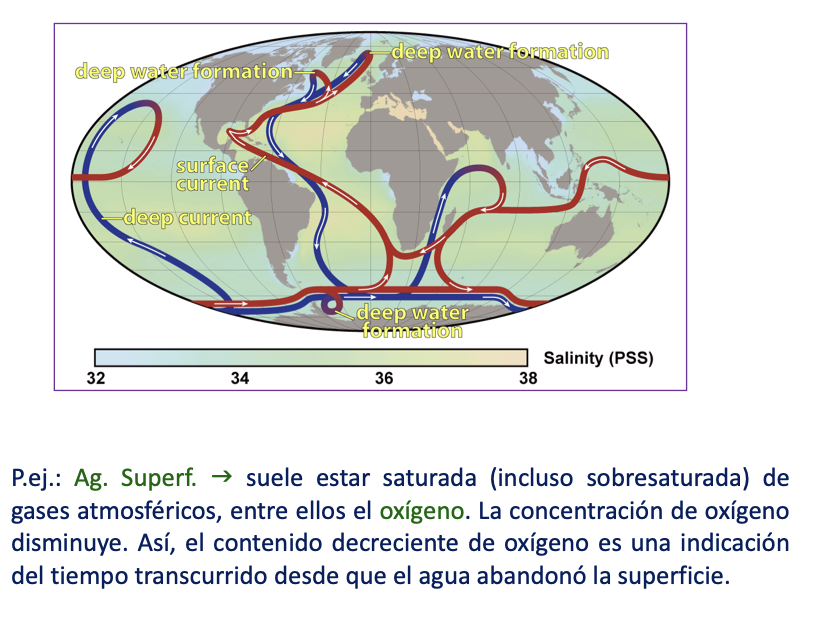 deep water formation
deep water formation
surface
current
deep current
deep water
formation
Salinity (PSS)
32 34 36 38
P.ej.: Ag. Superf. → suele estar saturada (incluso sobresaturada) de
gases atmosféricos, entre ellos el oxígeno. La concentración de oxígeno
disminuye. Así, el contenido decreciente de oxígeno es una indicación
del tiempo transcurrido desde que el agua abandonó la superficie.